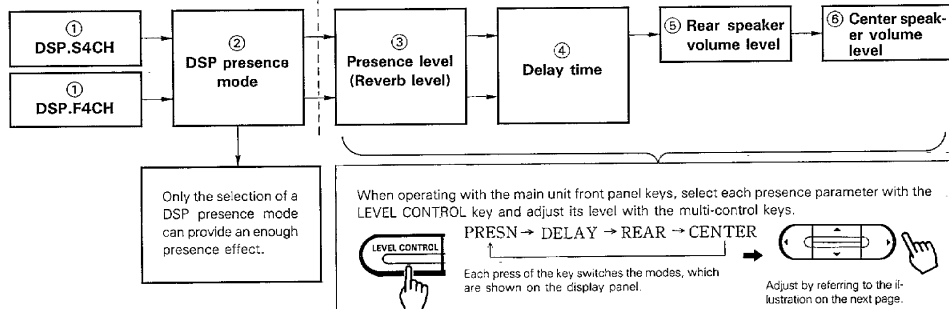 ①
DSP.S4CH
①
DSP.F4CH
②
DSP presence
mode
③
Presence level
(Reverb level)
④
Delay time
⑤ Rear speaker
volume level
⑥ Center speak-
er volume
level
Only the selection of a
DSP presence mode
can provide an enough
presence effect.
When operating with the main unit front panel keys, select each presence parameter with the
LEVEL CONTROL key and adjust its level with the multi-control keys.
LEVEL CONTROL
PRESN → DELAY → REAR → CENTER
Each press of the key switches the modes, which
are shown on the display panel.
Adjust by referring to the il-
lustration on the next page.